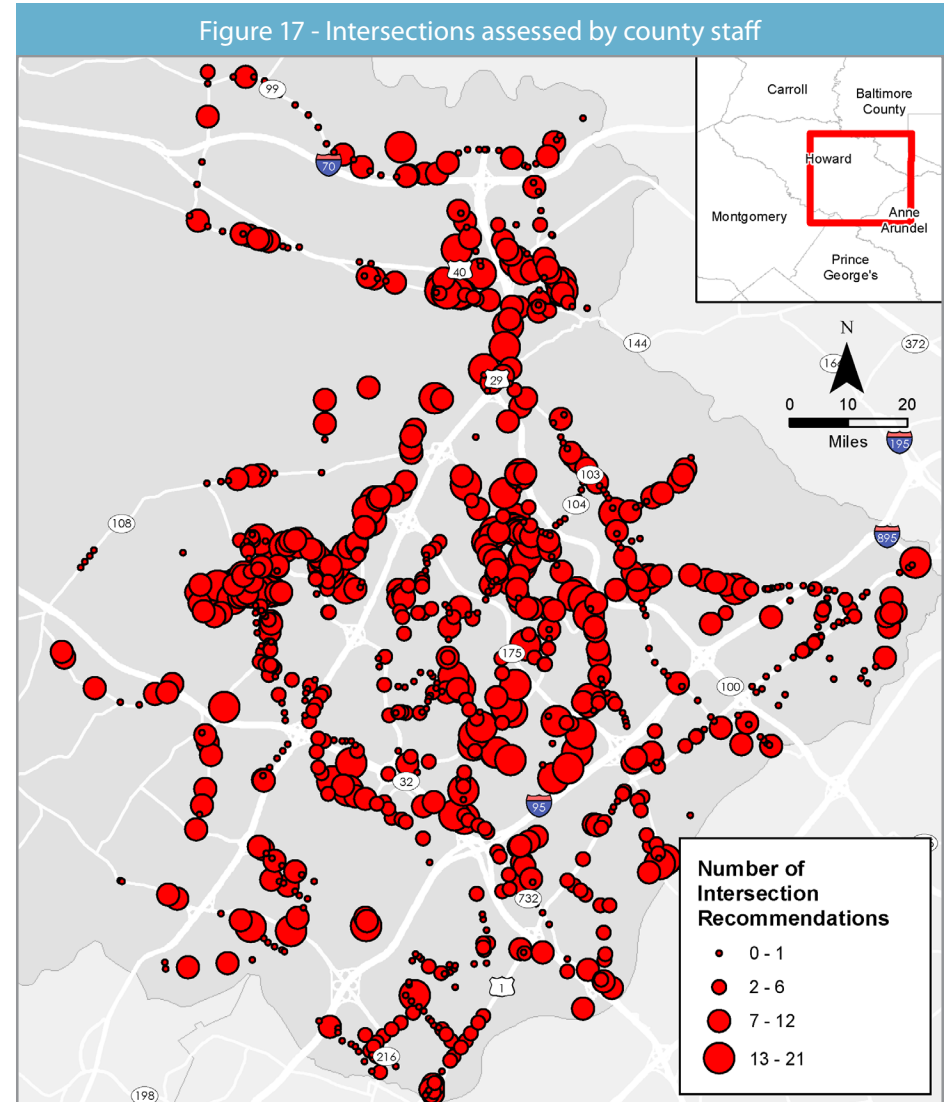 Figure 17 - Intersections assessed by county staff
99
70
40
29
144
372
195
103
104
108
895
175
100
32
95
732
1
216
198
Carroll
Baltimore
County
Howard
Montgomery
Anne
Arundel
Prince
George's
N
0 10 20
Miles
Number of
Intersection
Recommendations
0 - 1
2 - 6
7 - 12
13 - 21